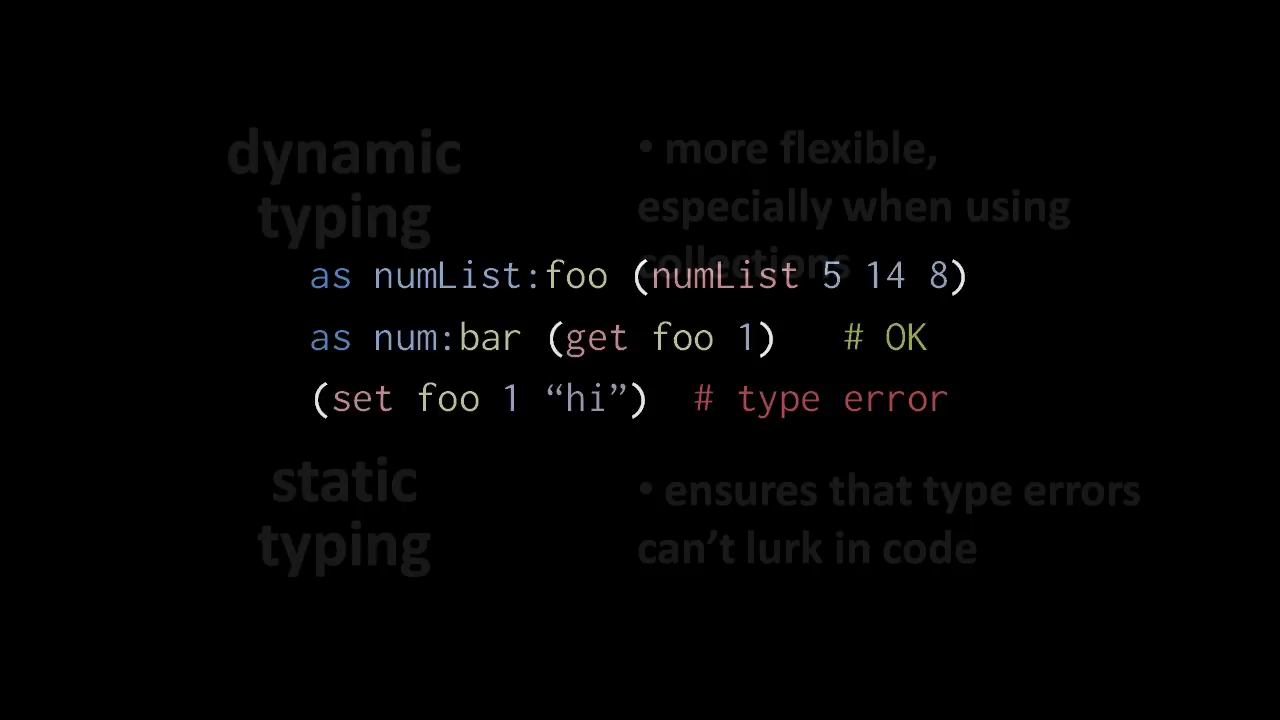 dynamic
typing
• more flexible,
especially when using
collections
as numList:foo (numList 5 14 8)
as num:bar (get foo 1)   # OK
(set foo 1 “hi”)  # type error
static
typing
• ensures that type errors
can’t lurk in code